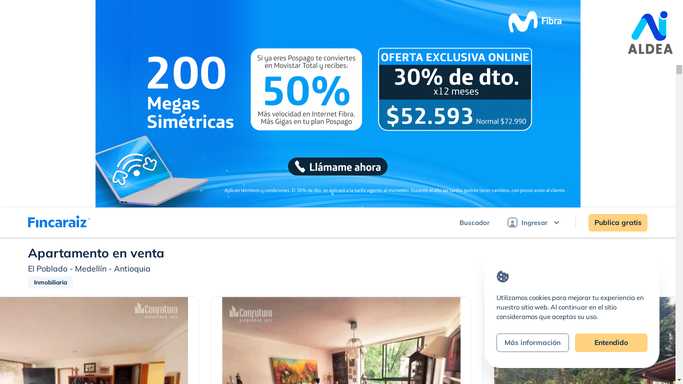 Fibra
ALDEA
200
Megas
Simétricas
Si ya eres Pospago te conviertes
en Movistar Total y recibes.
50%
Más velocidad en Internet Fibra.
Más Gigas en tu plan Pospago
OFERTA EXCLUSIVA ONLINE
30% de dto.
x12 meses
$52.593 Normal $72.990
Llámame ahora
Fincaraíz
Buscador
Ingresar
Publica gratis
Apartamento en venta
El Poblado - Medellín - Antioquia
Inmobiliaria
Conrotura
Conrotura
Utilizamos cookies para mejorar tu experiencia en
nuestro sitio web. Al continuar en el sitio
consideramos que aceptas su uso.
Más información
Entendido